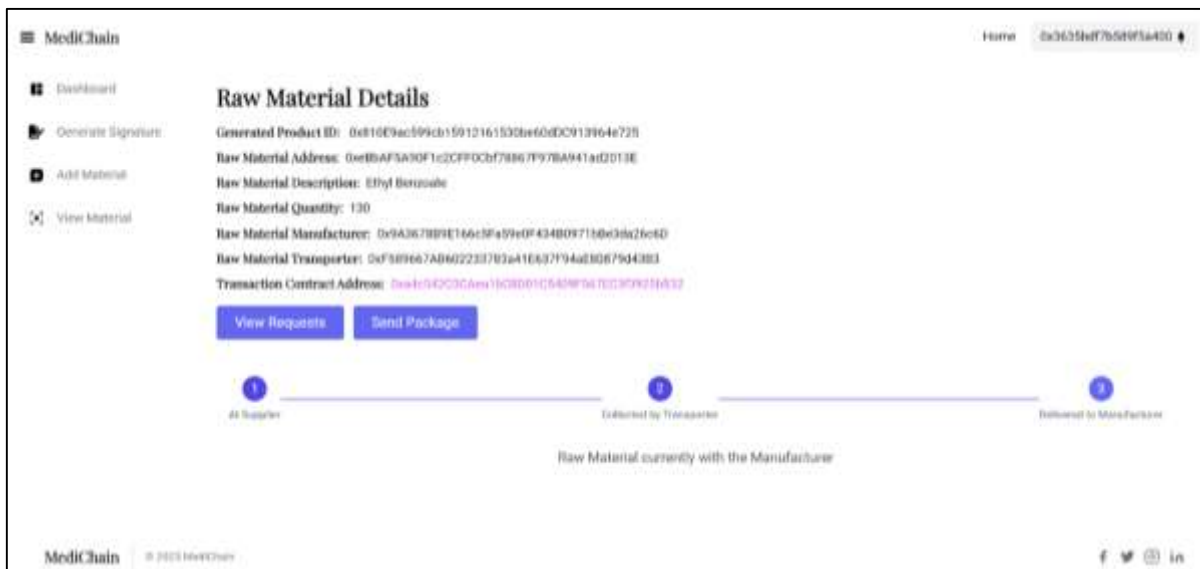 MediChain
Home
Dashboard
Generate Signature
Add Material
View Material
Raw Material Details
Generated Product ID:
Raw Material Address:
Raw Material Description: Ethyl Benzoate
Raw Material Quantity: 130
Raw Material Manufacturer:
Raw Material Transporter:
Transaction Contract Address:
View Requests Send Package
1 2 3
At Supplier Collected by Transporter Delivered to Manufacturer
Raw Material currently with the Manufacturer
MediChain © 2023 MediChain